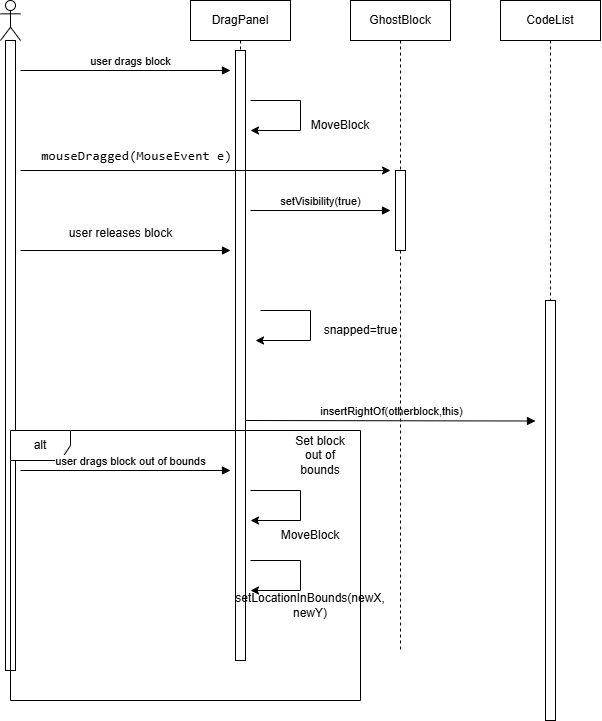 DragPanel
GhostBlock
CodeList
user drags block
MoveBlock
mouseDragged(MouseEvent e)
setVisibility(true)
user releases block
snapped=true
insertRightOf(otherblock,this)
alt
Set block
out of
bounds
user drags block out of bounds
MoveBlock
setLocationInBounds(newX,
newY)